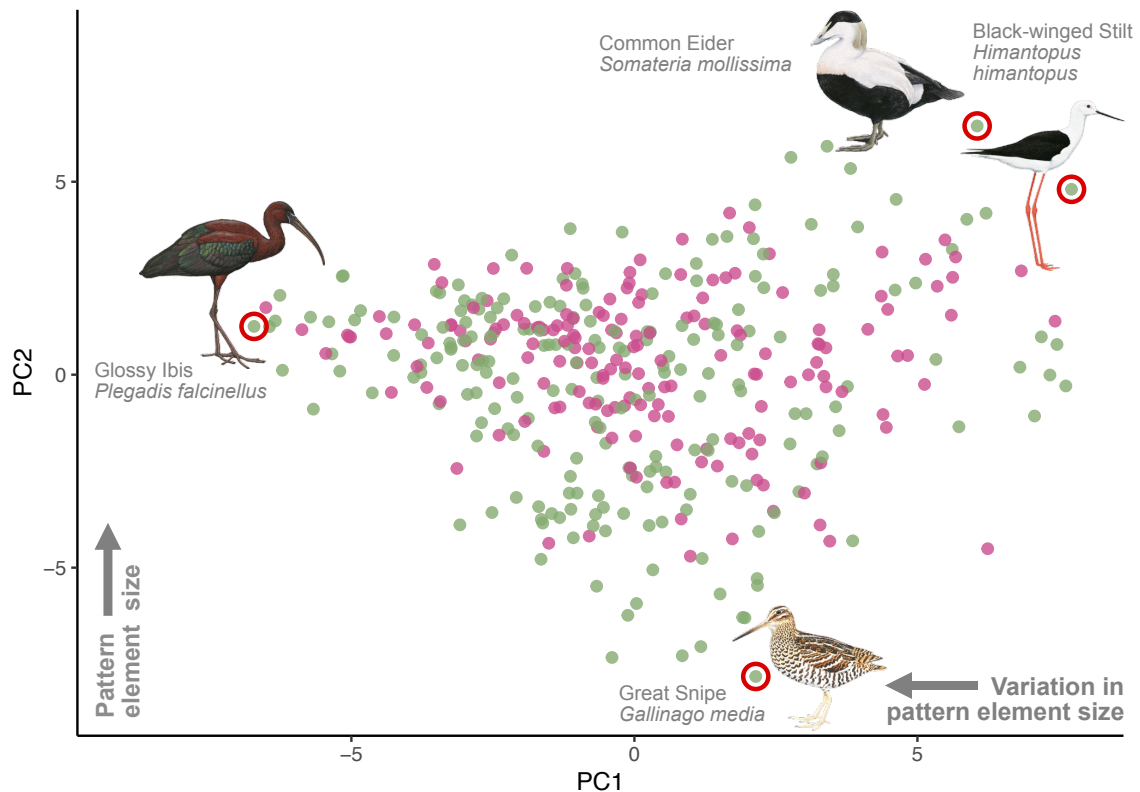 Common Eider
Somateria mollissima
Black-winged Stilt
Himantopus
himantopus
5
Glossy Ibis
Plegadis falcinellus
PC2
0
−5
Pattern
element size
Great Snipe
Gallinago media
Variation in
pattern element size
−5
0
5
PC1